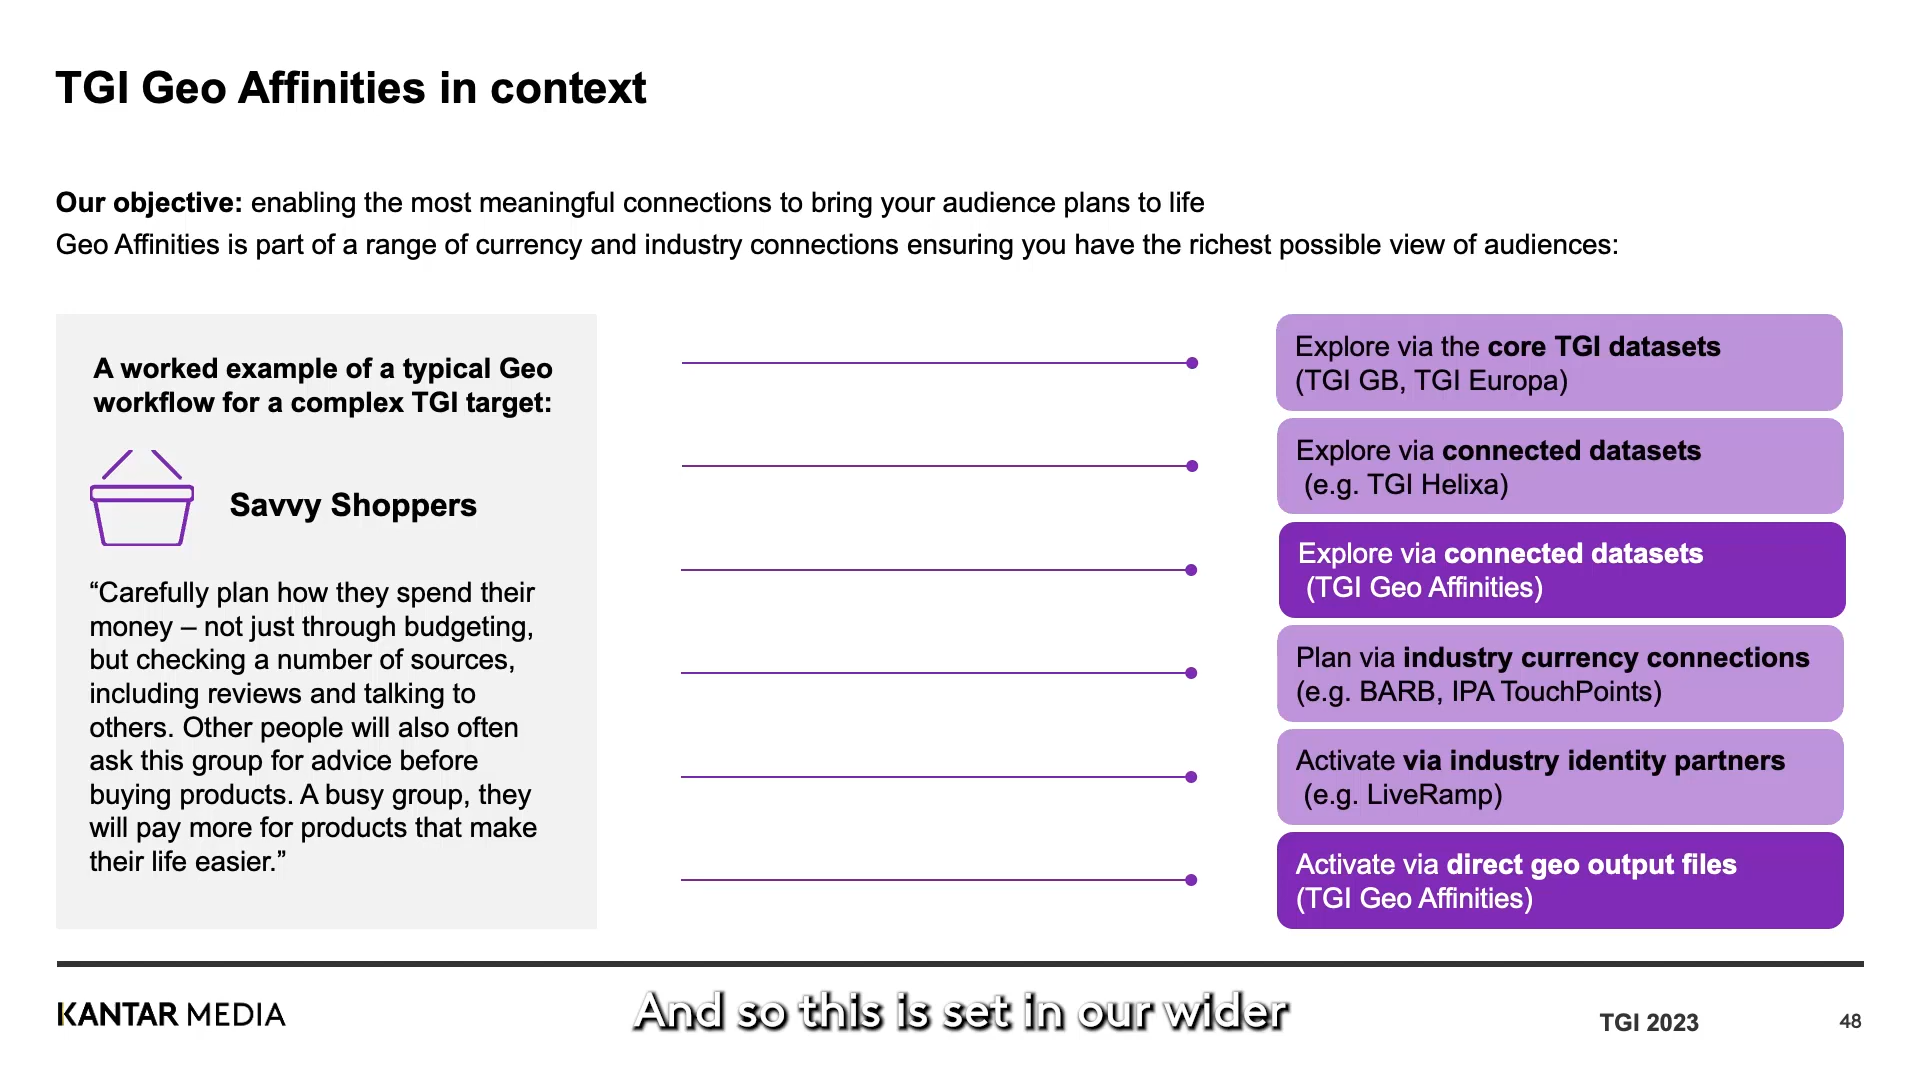 TGI Geo Affinities in context
Our objective: enabling the most meaningful connections to bring your audience plans to life
Geo Affinities is part of a range of currency and industry connections ensuring you have the richest possible view of audiences:
A worked example of a typical Geo
workflow for a complex TGI target:
Savvy Shoppers
“Carefully plan how they spend their
money – not just through budgeting,
but checking a number of sources,
including reviews and talking to
others. Other people will also often
ask this group for advice before
buying products. A busy group, they
will pay more for products that make
their life easier.”
Explore via the core TGI datasets
(TGI GB, TGI Europa)
Explore via connected datasets
(e.g. TGI Helixa)
Explore via connected datasets
(TGI Geo Affinities)
Plan via industry currency connections
(e.g. BARB, IPA TouchPoints)
Activate via industry identity partners
(e.g. LiveRamp)
Activate via direct geo output files
(TGI Geo Affinities)
KANTAR MEDIA
And so this is set in our wider
TGI 2023
48